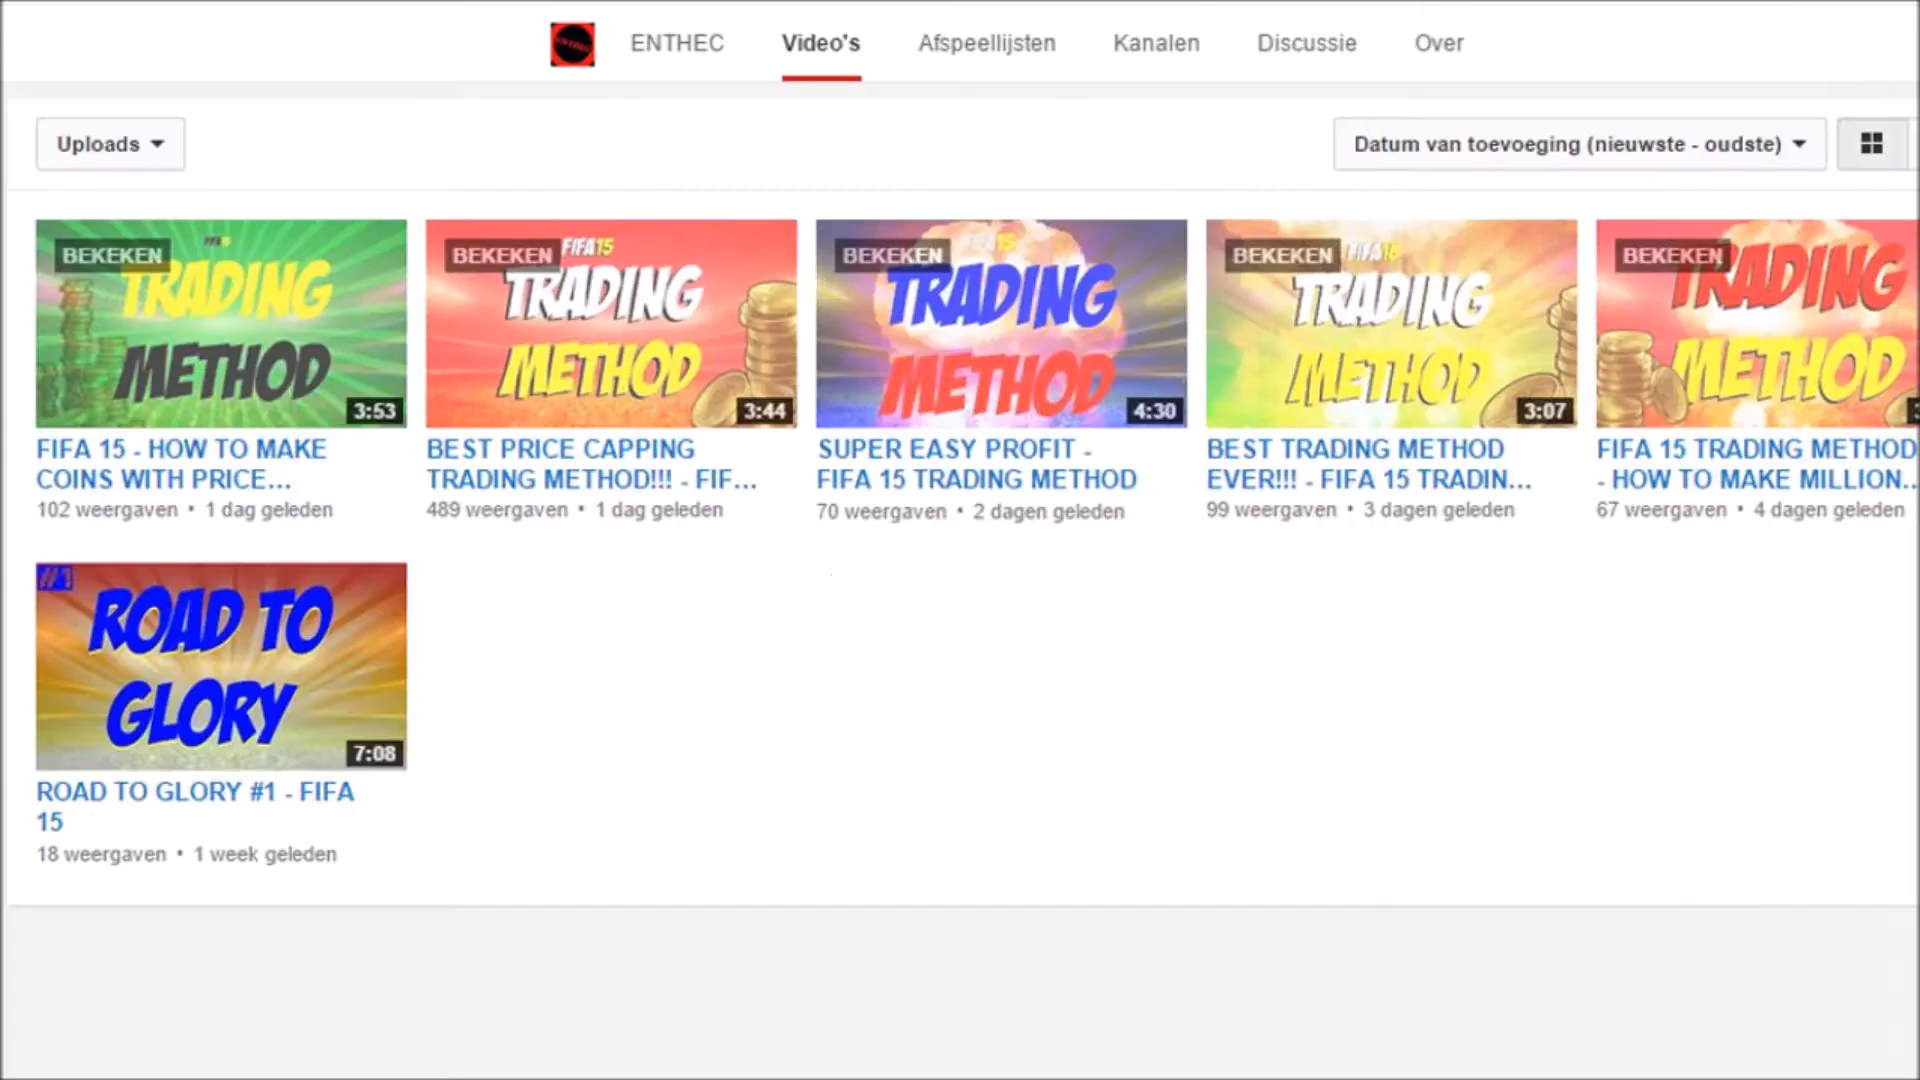 ENTHEC Video's Afspeellijsten Kanalen Discussie Over
Uploads
Datum van toevoeging (nieuwste - oudste)
BEKEKEN
TRADING
METHOD
3:53
FIFA 15 - HOW TO MAKE
COINS WITH PRICE...
102 weergaven • 1 dag geleden
BEKEKEN
FIFA15
TRADING
METHOD
3:44
BEST PRICE CAPPING
TRADING METHOD!!! - FIF...
489 weergaven • 1 dag geleden
BEKEKEN
FIFA15
TRADING
METHOD
4:30
SUPER EASY PROFIT -
FIFA 15 TRADING METHOD
70 weergaven • 2 dagen geleden
BEKEKEN
FIFA15
TRADING
METHOD
3:07
BEST TRADING METHOD
EVER!!! - FIFA 15 TRADIN...
99 weergaven • 3 dagen geleden
BEKEKEN
TRADING
METHOD
FIFA 15 TRADING METHOD
- HOW TO MAKE MILLION...
67 weergaven • 4 dagen geleden
#1
ROAD TO
GLORY
7:08
ROAD TO GLORY #1 - FIFA
15
18 weergaven • 1 week geleden